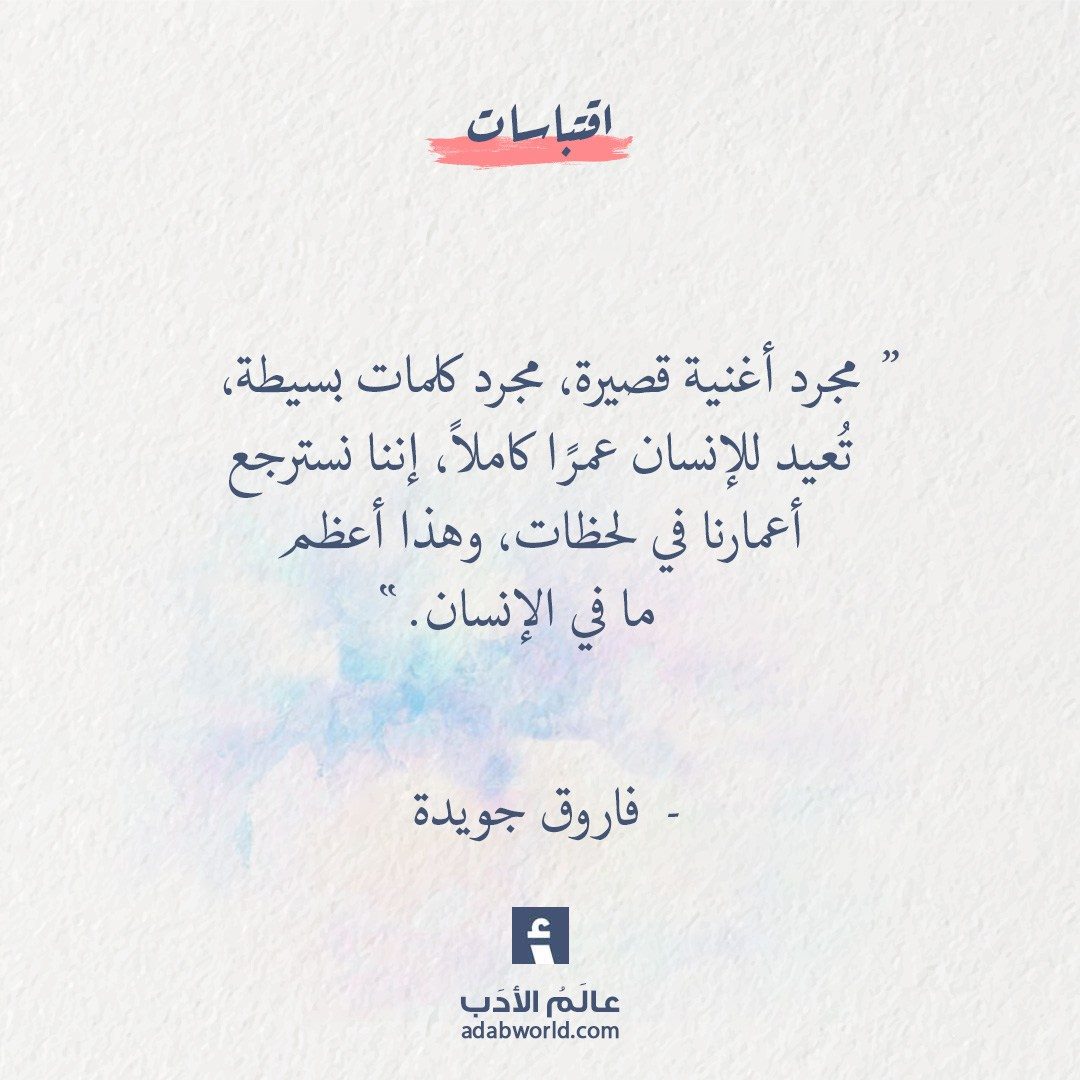 اقتباسات
” مجرد أغنية قصيرة، مجرد كلمات بسيطة،
تُعيد للإنسان عمرًا كاملاً، إننا نسترجع
أعمارنا في لحظات، وهذا أعظم
ما في الإنسان. “
- فاروق جويدة
أ
عالَمُ الأدَب
adabworld.com